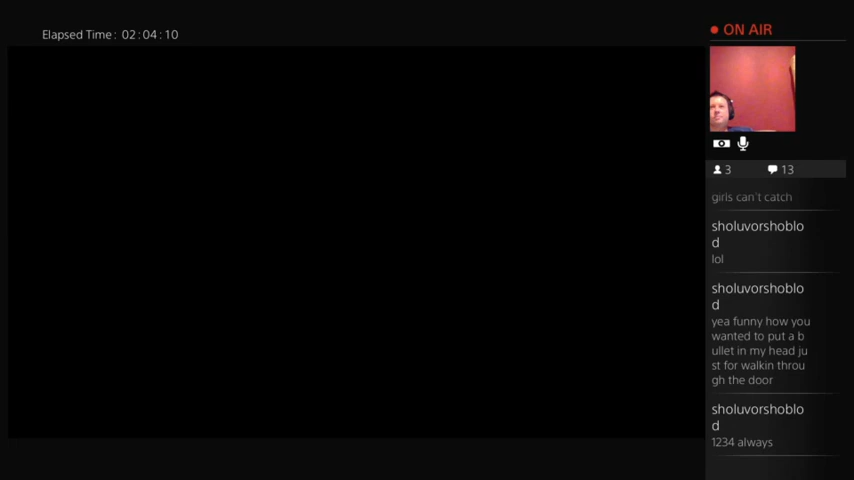 Elapsed Time: 02:04:10
ON AIR
3 13
girls can't catch
sholuvorshoblo
d
lol
sholuvorshoblo
d
yea funny how you
wanted to put a b
ullet in my head ju
st for walkin throu
gh the door
sholuvorshoblo
d
1234 always